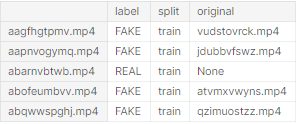 label split original
aagfhgtpmv.mp4 FAKE train vudstovrck.mp4
aapnvogymq.mp4 FAKE train jdubbvfswz.mp4
abarnvbtwb.mp4 REAL train None
abofeumbvv.mp4 FAKE train atvmxvwyns.mp4
abqwwspghj.mp4 FAKE train qzimuostzz.mp4